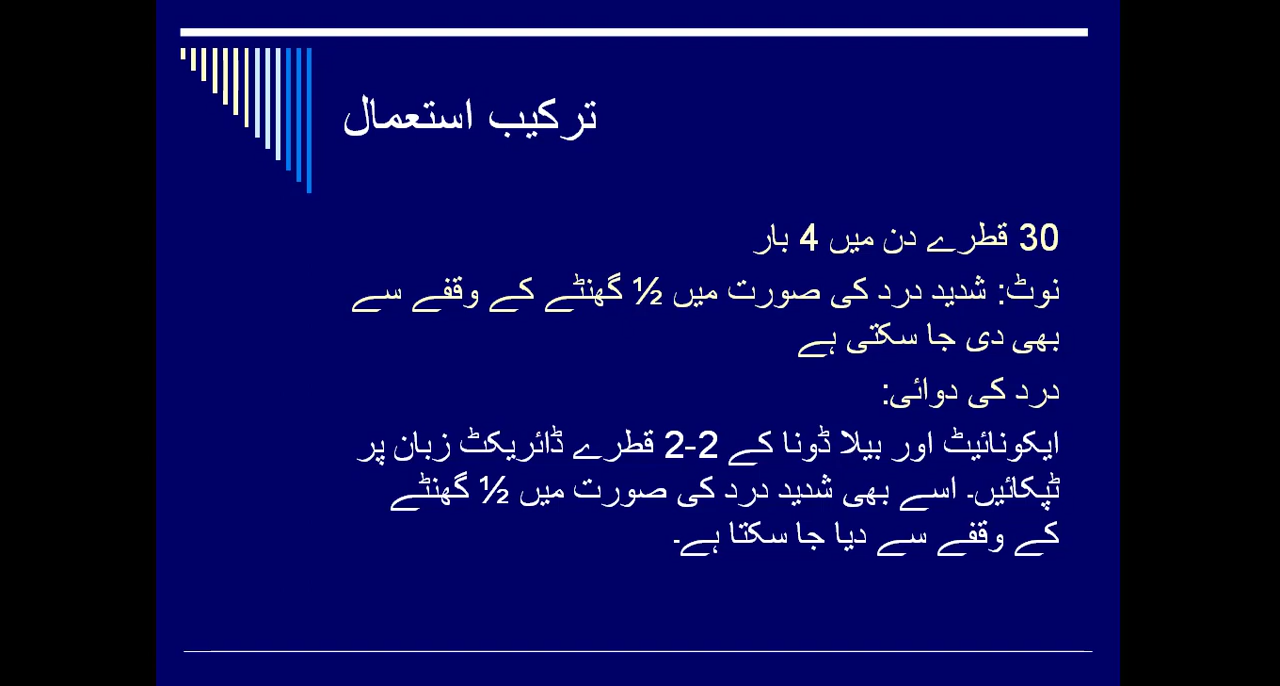 ترکیب استعمال
30 قطرے دن میں 4 بار
نوٹ: شدید درد کی صورت میں ½ گھنٹے کے وقفے سے
بھی دی جا سکتی ہے
درد کی دوائی:
ایکونائیٹ اور بیلا ڈونا کے 2-2 قطرے ڈائریکٹ زبان پر
ٹپکائیں۔ اسے بھی شدید درد کی صورت میں ½ گھنٹے
کے وقفے سے دیا جا سکتا ہے۔